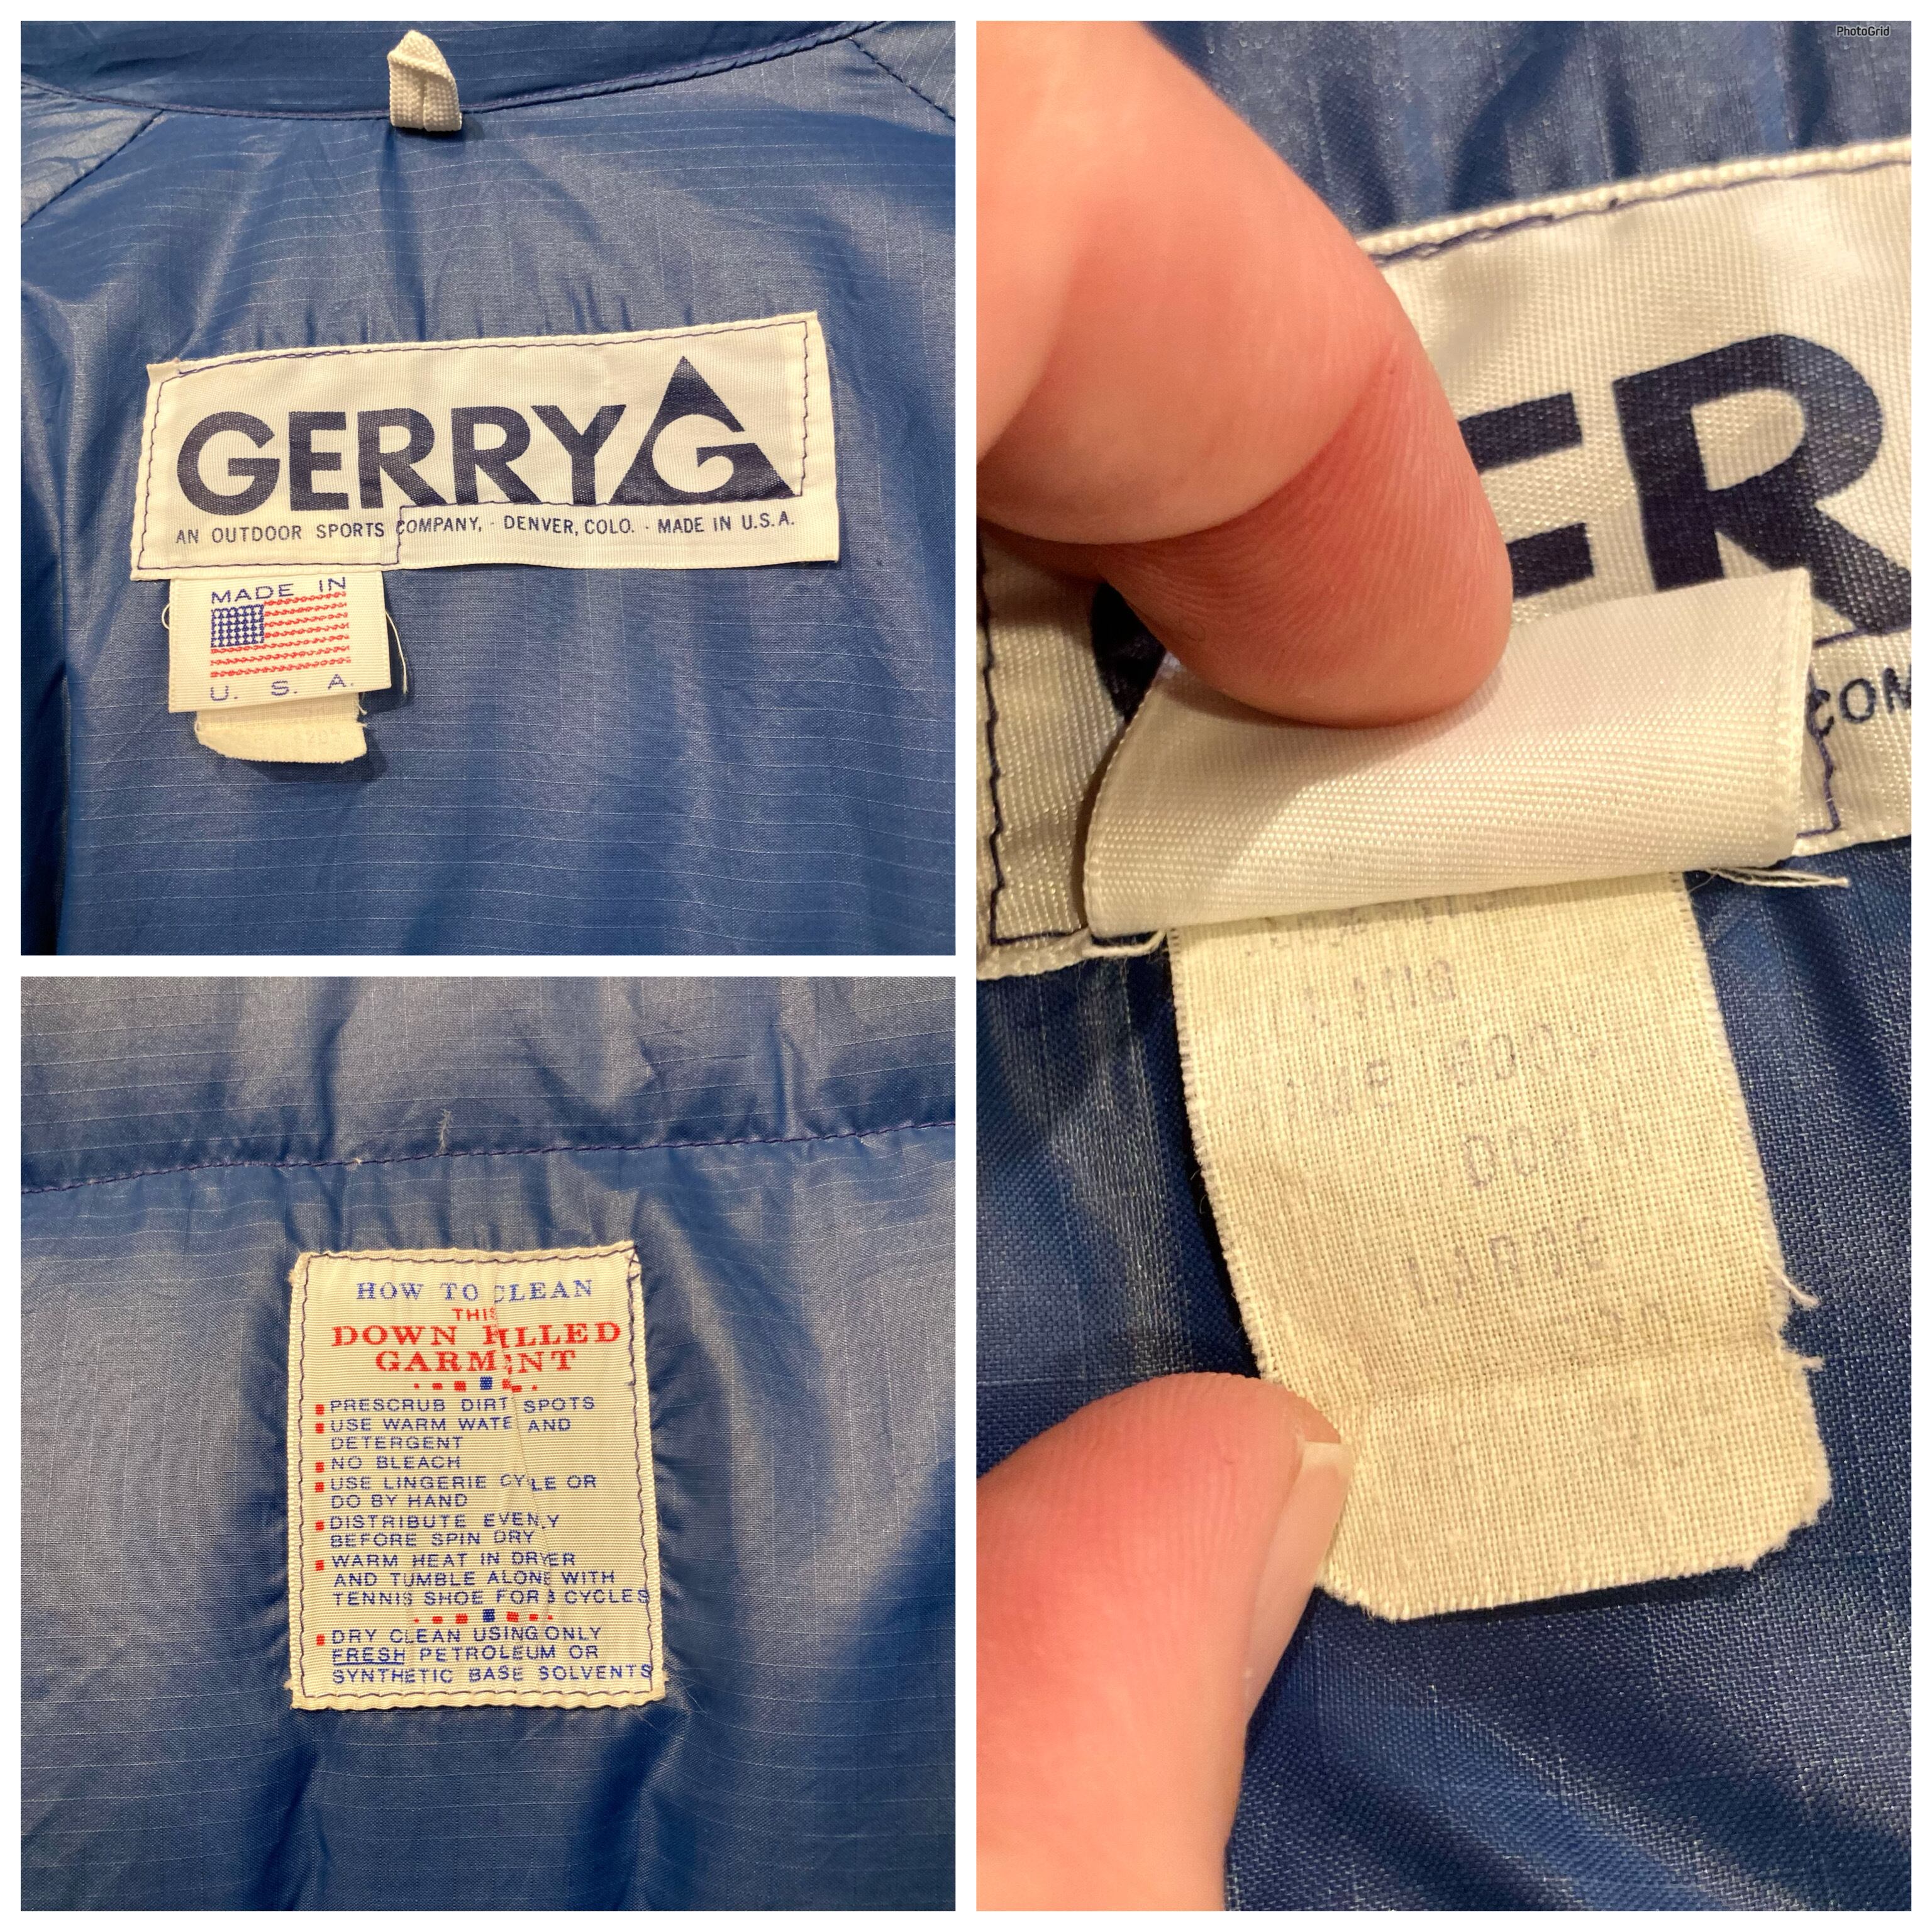 GERRY G
AN OUTDOOR SPORTS COMPANY, · DENVER, COLO. · MADE IN U.S.A.
MADE IN
U. S. A.
HOW TO CLEAN
THIS
DOWN FILLED
GARMENT
PRESCRUB DIRT SPOTS
USE WARM WATE AND
DETERGENT
NO BLEACH
USE LINGERIE CYCLE OR
DO BY HAND
DISTRIBUTE EVENLY
BEFORE SPIN DRY
WARM HEAT IN DRYER
AND TUMBLE ALONE WITH
TENNIS SHOE FOR 3 CYCLES
DRY CLEAN USING ONLY
FRESH PETROLEUM OR
SYNTHETIC BASE SOLVENTS
PhotoGrid
ER
COM
LARGE